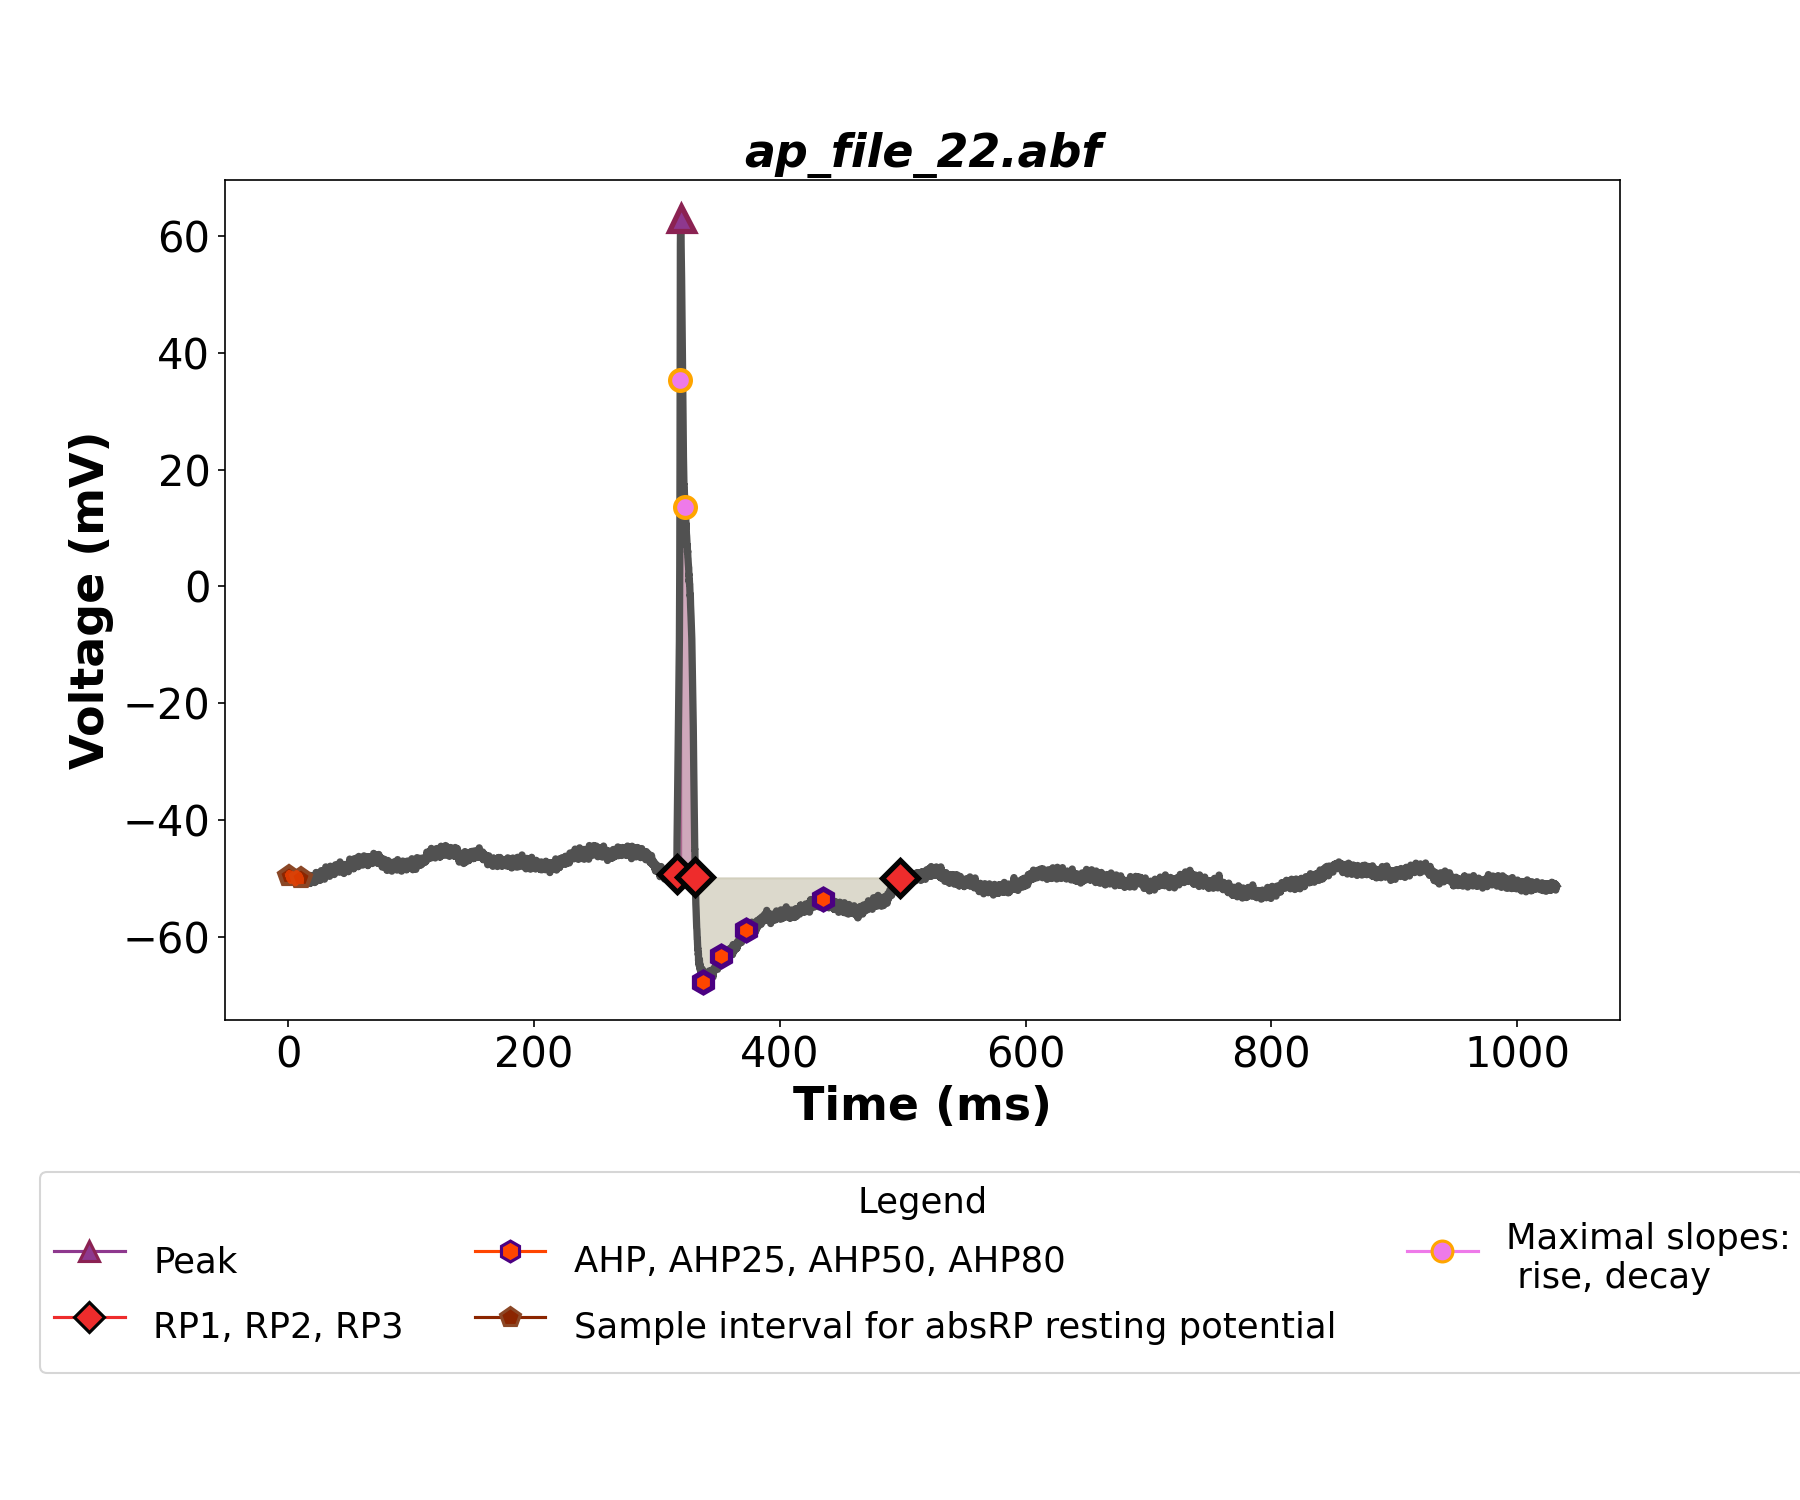 ap_file_22.abf
60
40
20
0
−20
−40
−60
Voltage (mV)
0 200 400 600 800 1000
Time (ms)
Legend
Peak
RP1, RP2, RP3
AHP, AHP25, AHP50, AHP80
Sample interval for absRP resting potential
Maximal slopes:
rise, decay